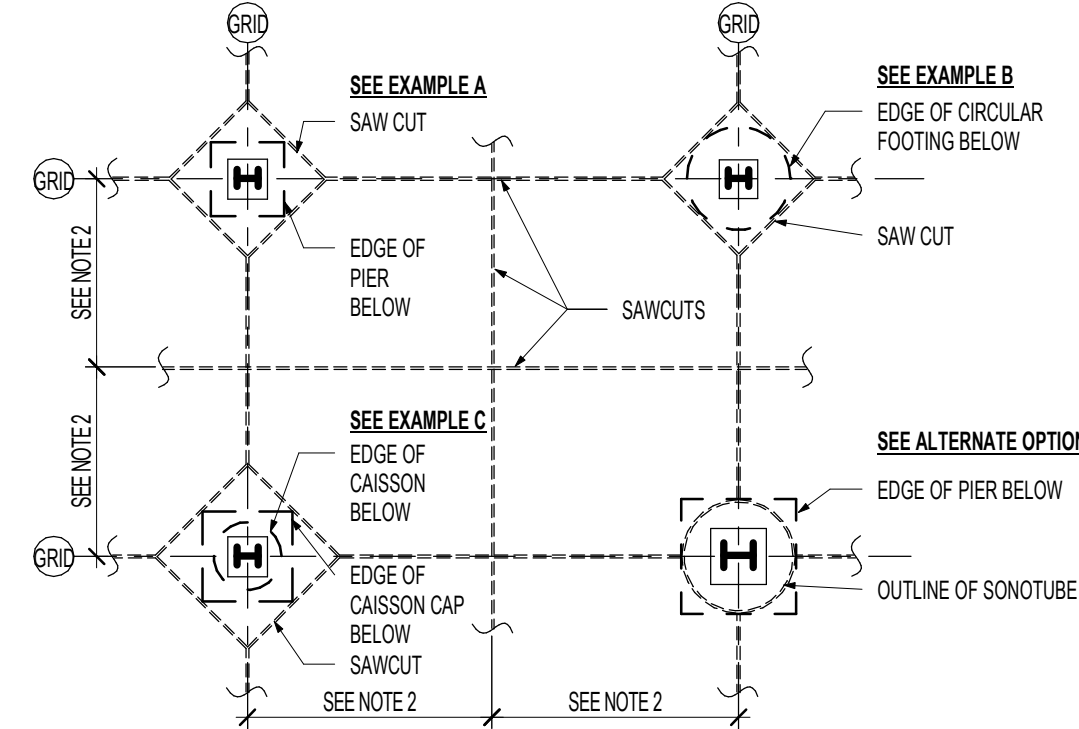 GRID
GRID
SEE EXAMPLE A
SAW CUT
SEE EXAMPLE B
EDGE OF CIRCULAR
FOOTING BELOW
GRID
SAW CUT
EDGE OF
PIER
BELOW
SEE NOTE 2
SAWCUTS
SEE EXAMPLE C
EDGE OF
CAISSON
BELOW
SEE NOTE 2
SEE ALTERNATE OPTION
EDGE OF PIER BELOW
GRID
EDGE OF
CAISSON CAP
BELOW
SAWCUT
OUTLINE OF SONOTUBE
SEE NOTE 2
SEE NOTE 2